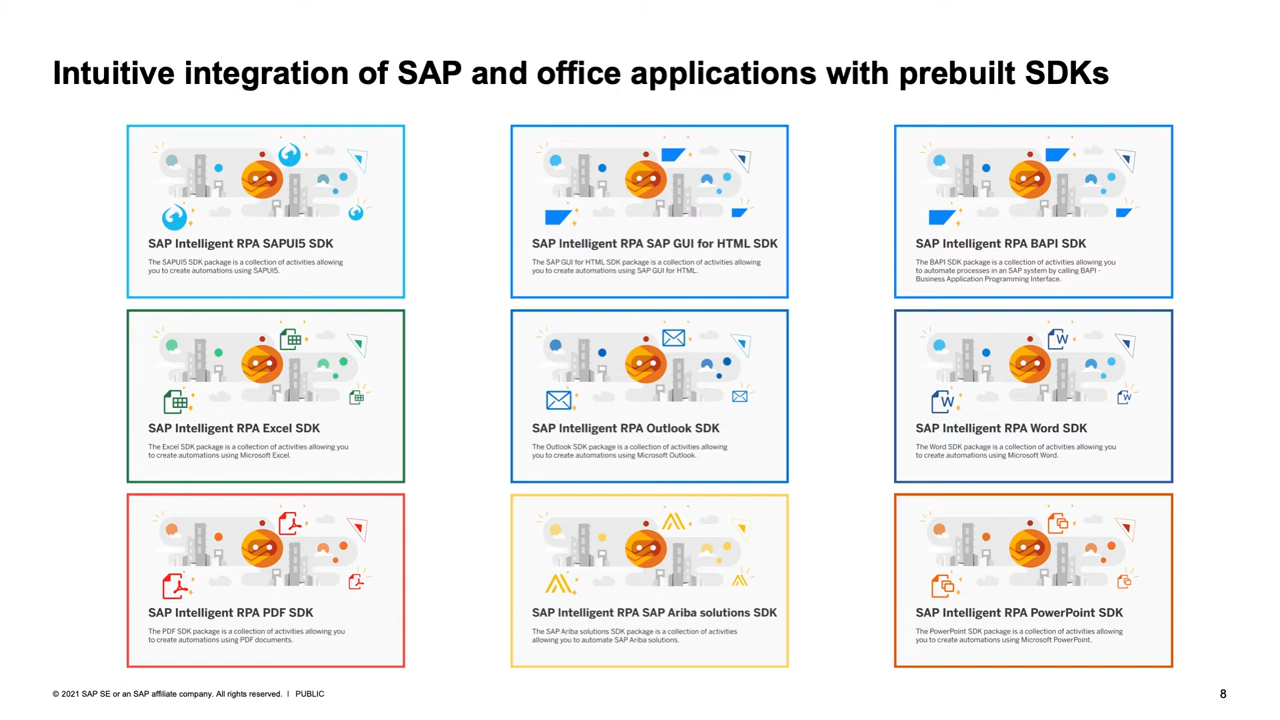 Intuitive integration of SAP and office applications with prebuilt SDKs
SAP Intelligent RPA SAPUI5 SDK
The SAPUI5 SDK package is a collection of activities allowing
you to create automations using SAPUI5.
SAP Intelligent RPA SAP GUI for HTML SDK
The SAP GUI for HTML SDK package is a collection of activities allowing
you to create automations using SAP GUI for HTML.
SAP Intelligent RPA BAPI SDK
The BAPI SDK package is a collection of activities allowing you
to automate processes in an SAP system by calling BAPI -
Business Application Programming Interface.
SAP Intelligent RPA Excel SDK
The Excel SDK package is a collection of activities allowing you
to create automations using Microsoft Excel.
SAP Intelligent RPA Outlook SDK
The Outlook SDK package is a collection of activities allowing
you to create automations using Microsoft Outlook.
W
W
W
SAP Intelligent RPA Word SDK
The Word SDK package is a collection of activities allowing you
to create automations using Microsoft Word.
SAP Intelligent RPA PDF SDK
The PDF SDK package is a collection of activities allowing you
to create automations using PDF documents.
SAP Intelligent RPA SAP Ariba solutions SDK
The SAP Ariba solutions SDK package is a collection of activities
allowing you to automate SAP Ariba solutions.
SAP Intelligent RPA PowerPoint SDK
The PowerPoint SDK package is a collection of activities allowing
you to create automations using Microsoft PowerPoint.
© 2021 SAP SE or an SAP affiliate company. All rights reserved. I PUBLIC
8